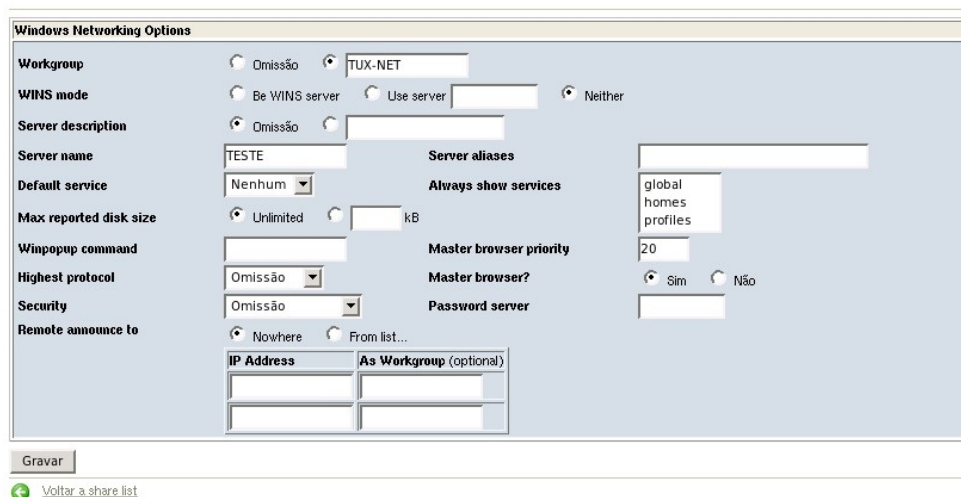 Windows Networking Options
Workgroup Omissão TUX-NET
WINS mode Be WINS server Use server Neither
Server description Omissão
Server name TESTE Server aliases
Default service Nenhum Always show services global
homes
profiles
Max reported disk size Unlimited kB
Winpopup command Master browser priority 20
Highest protocol Omissão Master browser? Sim Não
Security Omissão Password server
Remote announce to Nowhere From list...
IP Address As Workgroup (optional)
Gravar
Voltar a share list